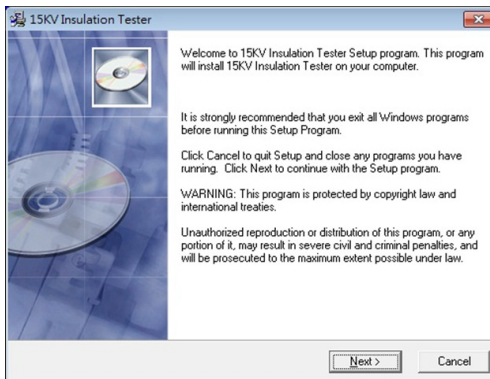 15KV Insulation Tester
Welcome to 15KV Insulation Tester Setup program. This program
will install 15KV Insulation Tester on your computer.
It is strongly recommended that you exit all Windows programs
before running this Setup Program.
Click Cancel to quit Setup and close any programs you have
running. Click Next to continue with the Setup program.
WARNING: This program is protected by copyright law and
international treaties.
Unauthorized reproduction or distribution of this program, or any
portion of it, may result in severe civil and criminal penalties, and
will be prosecuted to the maximum extent possible under law.
Next >
Cancel